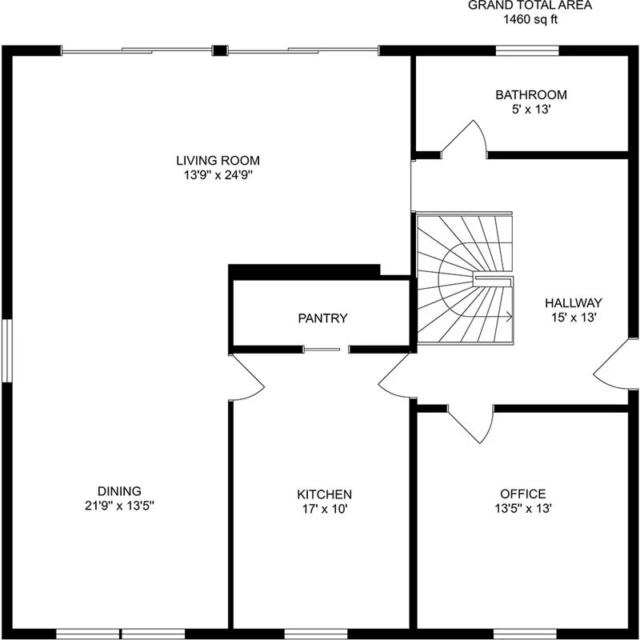 GRAND TOTAL AREA
1460 sq ft
BATHROOM
5' x 13'
LIVING ROOM
13'9" x 24'9"
HALLWAY
15' x 13'
PANTRY
DINING
21'9" x 13'5"
KITCHEN
17' x 10'
OFFICE
13'5" x 13'